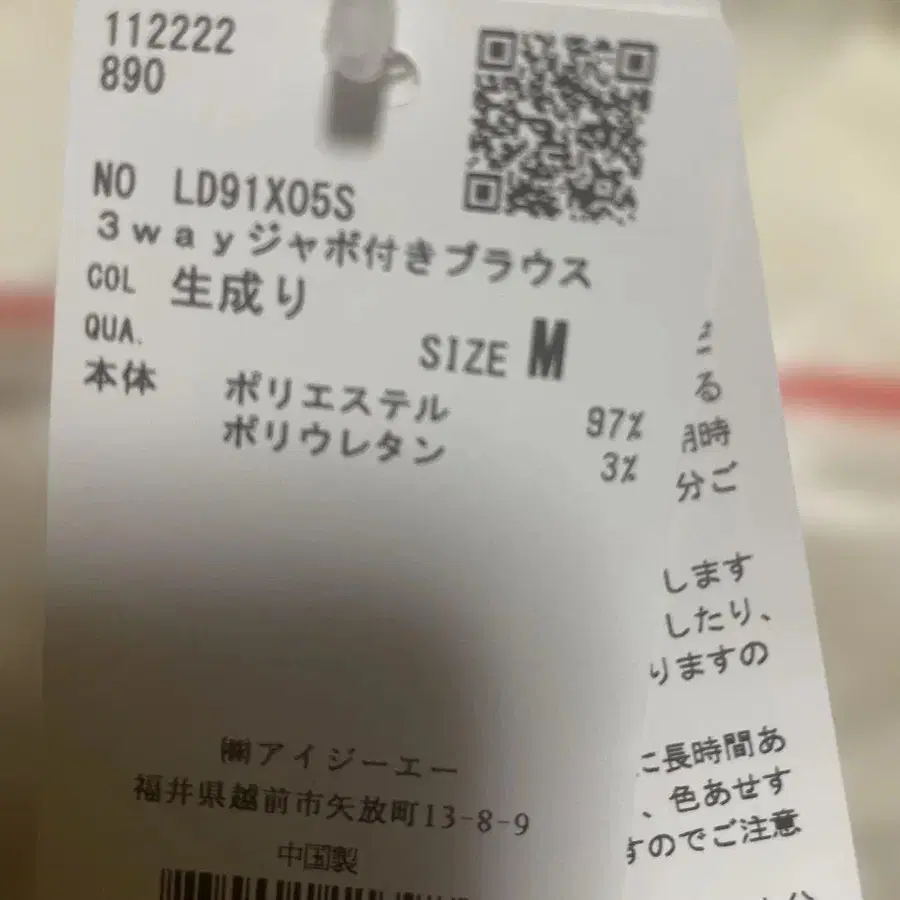 112222
890
NO LD91X05S
3wayジャボ付きブラウス
COL 生成り
QUA.
SIZE M
本体 ポリエステル 97%
ポリウレタン 3%
㈱アイジーエー
福井県越前市矢放町13-8-9
中国製
る
時
分ご
します
したり、
りますの
に長時間あ
、色あせす
すのでご注意